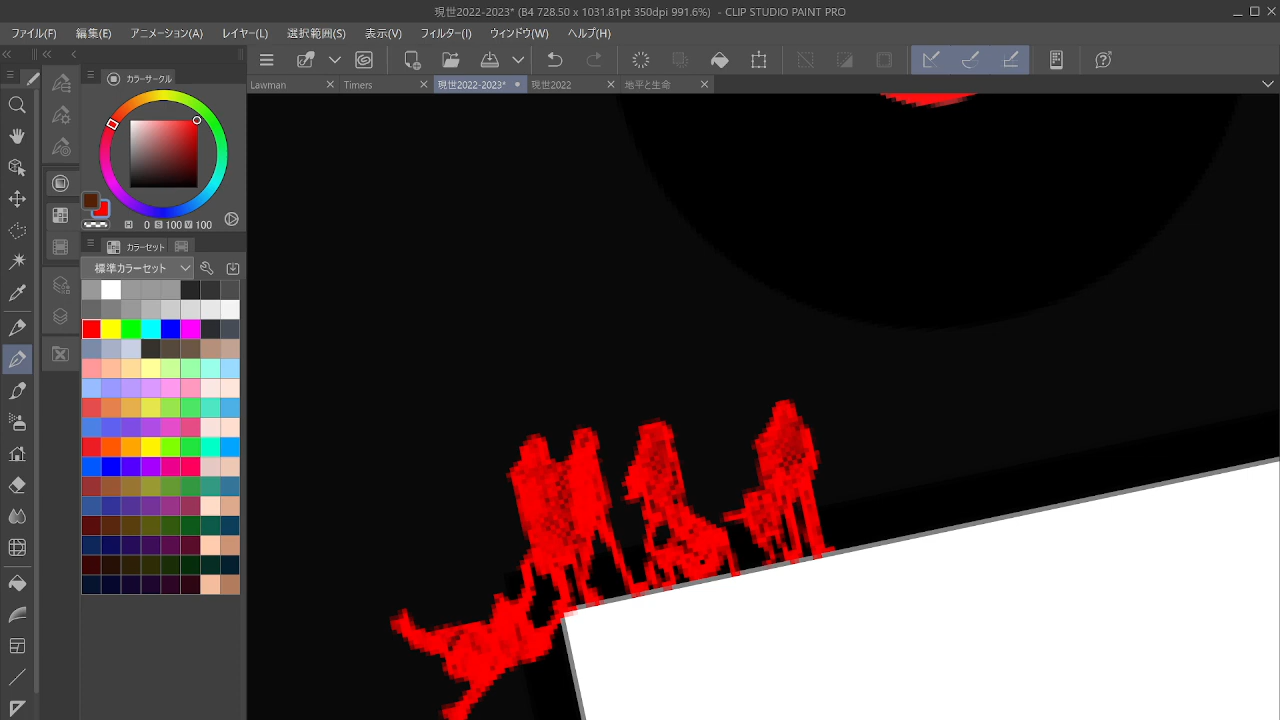 現世2022-2023* (B4 728.50 x 1031.81pt 350dpi 991.6%) - CLIP STUDIO PAINT PRO
ファイル(F) 編集(E) アニメーション(A) レイヤー(L) 選択範囲(S) 表示(V) フィルター(I) ウィンドウ(W) ヘルプ(H)
カラーサークル
Lawman Timers 現世2022-2023* 現世2022 地平と生命
H 0 S 100 V 100
カラーセット
標準カラーセット